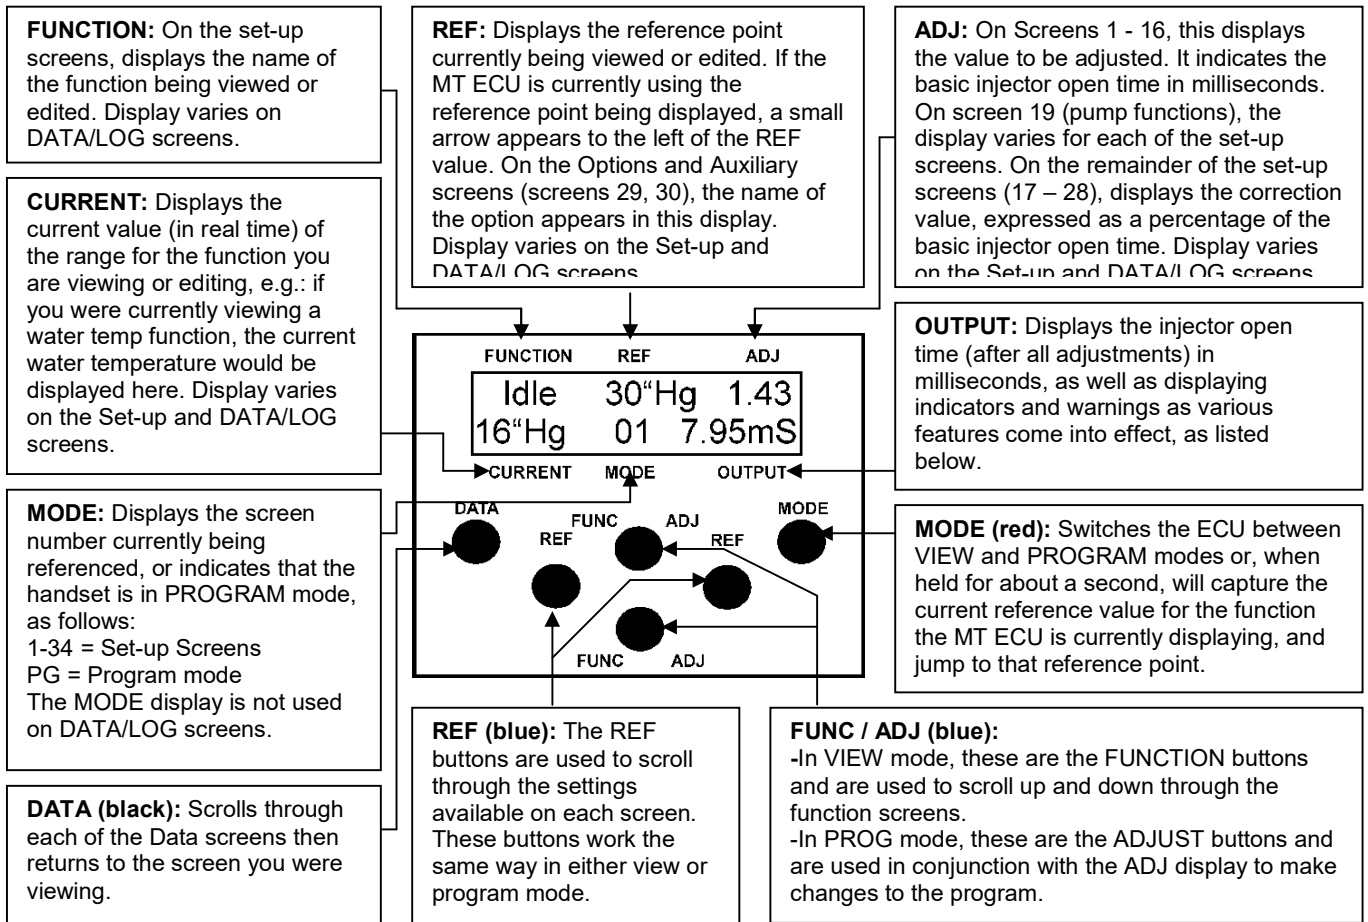 FUNCTION: On the set-up
screens, displays the name of
the function being viewed or
edited. Display varies on
DATA/LOG screens.
CURRENT: Displays the
current value (in real time) of
the range for the function you
are viewing or editing, e.g.: if
you were currently viewing a
water temp function, the current
water temperature would be
displayed here. Display varies
on the Set-up and DATA/LOG
screens.
MODE: Displays the screen
number currently being
referenced, or indicates that the
handset is in PROGRAM mode,
as follows:
1-34 = Set-up Screens
PG = Program mode
The MODE display is not used
on DATA/LOG screens.
DATA (black): Scrolls through
each of the Data screens then
returns to the screen you were
viewing.
REF: Displays the reference point
currently being viewed or edited. If the
MT ECU is currently using the
reference point being displayed, a small
arrow appears to the left of the REF
value. On the Options and Auxiliary
screens (screens 29, 30), the name of
the option appears in this display.
Display varies on the Set-up and
DATA/LOG screens
FUNCTION REF ADJ
Idle 30“Hg 1.43
16“Hg 01 7.95mS
CURRENT MODE OUTPUT
DATA MODE
FUNC ADJ
REF REF
FUNC ADJ
REF (blue): The REF
buttons are used to scroll
through the settings
available on each screen.
These buttons work the
same way in either view or
program mode.
ADJ: On Screens 1 - 16, this displays
the value to be adjusted. It indicates the
basic injector open time in milliseconds.
On screen 19 (pump functions), the
display varies for each of the set-up
screens. On the remainder of the set-up
screens (17 – 28), displays the correction
value, expressed as a percentage of the
basic injector open time. Display varies
on the Set-up and DATA/LOG screens
OUTPUT: Displays the injector open
time (after all adjustments) in
milliseconds, as well as displaying
indicators and warnings as various
features come into effect, as listed
below.
MODE (red): Switches the ECU between
VIEW and PROGRAM modes or, when
held for about a second, will capture the
current reference value for the function
the MT ECU is currently displaying, and
jump to that reference point.
FUNC / ADJ (blue):
-In VIEW mode, these are the FUNCTION buttons
and are used to scroll up and down through the
function screens.
-In PROG mode, these are the ADJUST buttons and
are used in conjunction with the ADJ display to make
changes to the program.